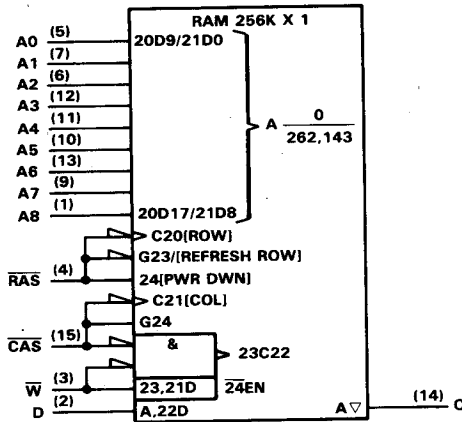 RAM 256K X 1
A0 (5) 20D9/21D0
A1 (7)
A2 (6)
A3 (12)
A4 (11)
A5 (10)
A6 (13)
A7 (9)
A8 (1) 20D17/21D8
A 0
262,143
C20[ROW]
G23/[REFRESH ROW]
RAS (4) 24[PWR DWN]
C21[COL]
G24
CAS (15) & 23C22
W (3) 23,21D 24EN
D (2) A,22D A▽ (14)